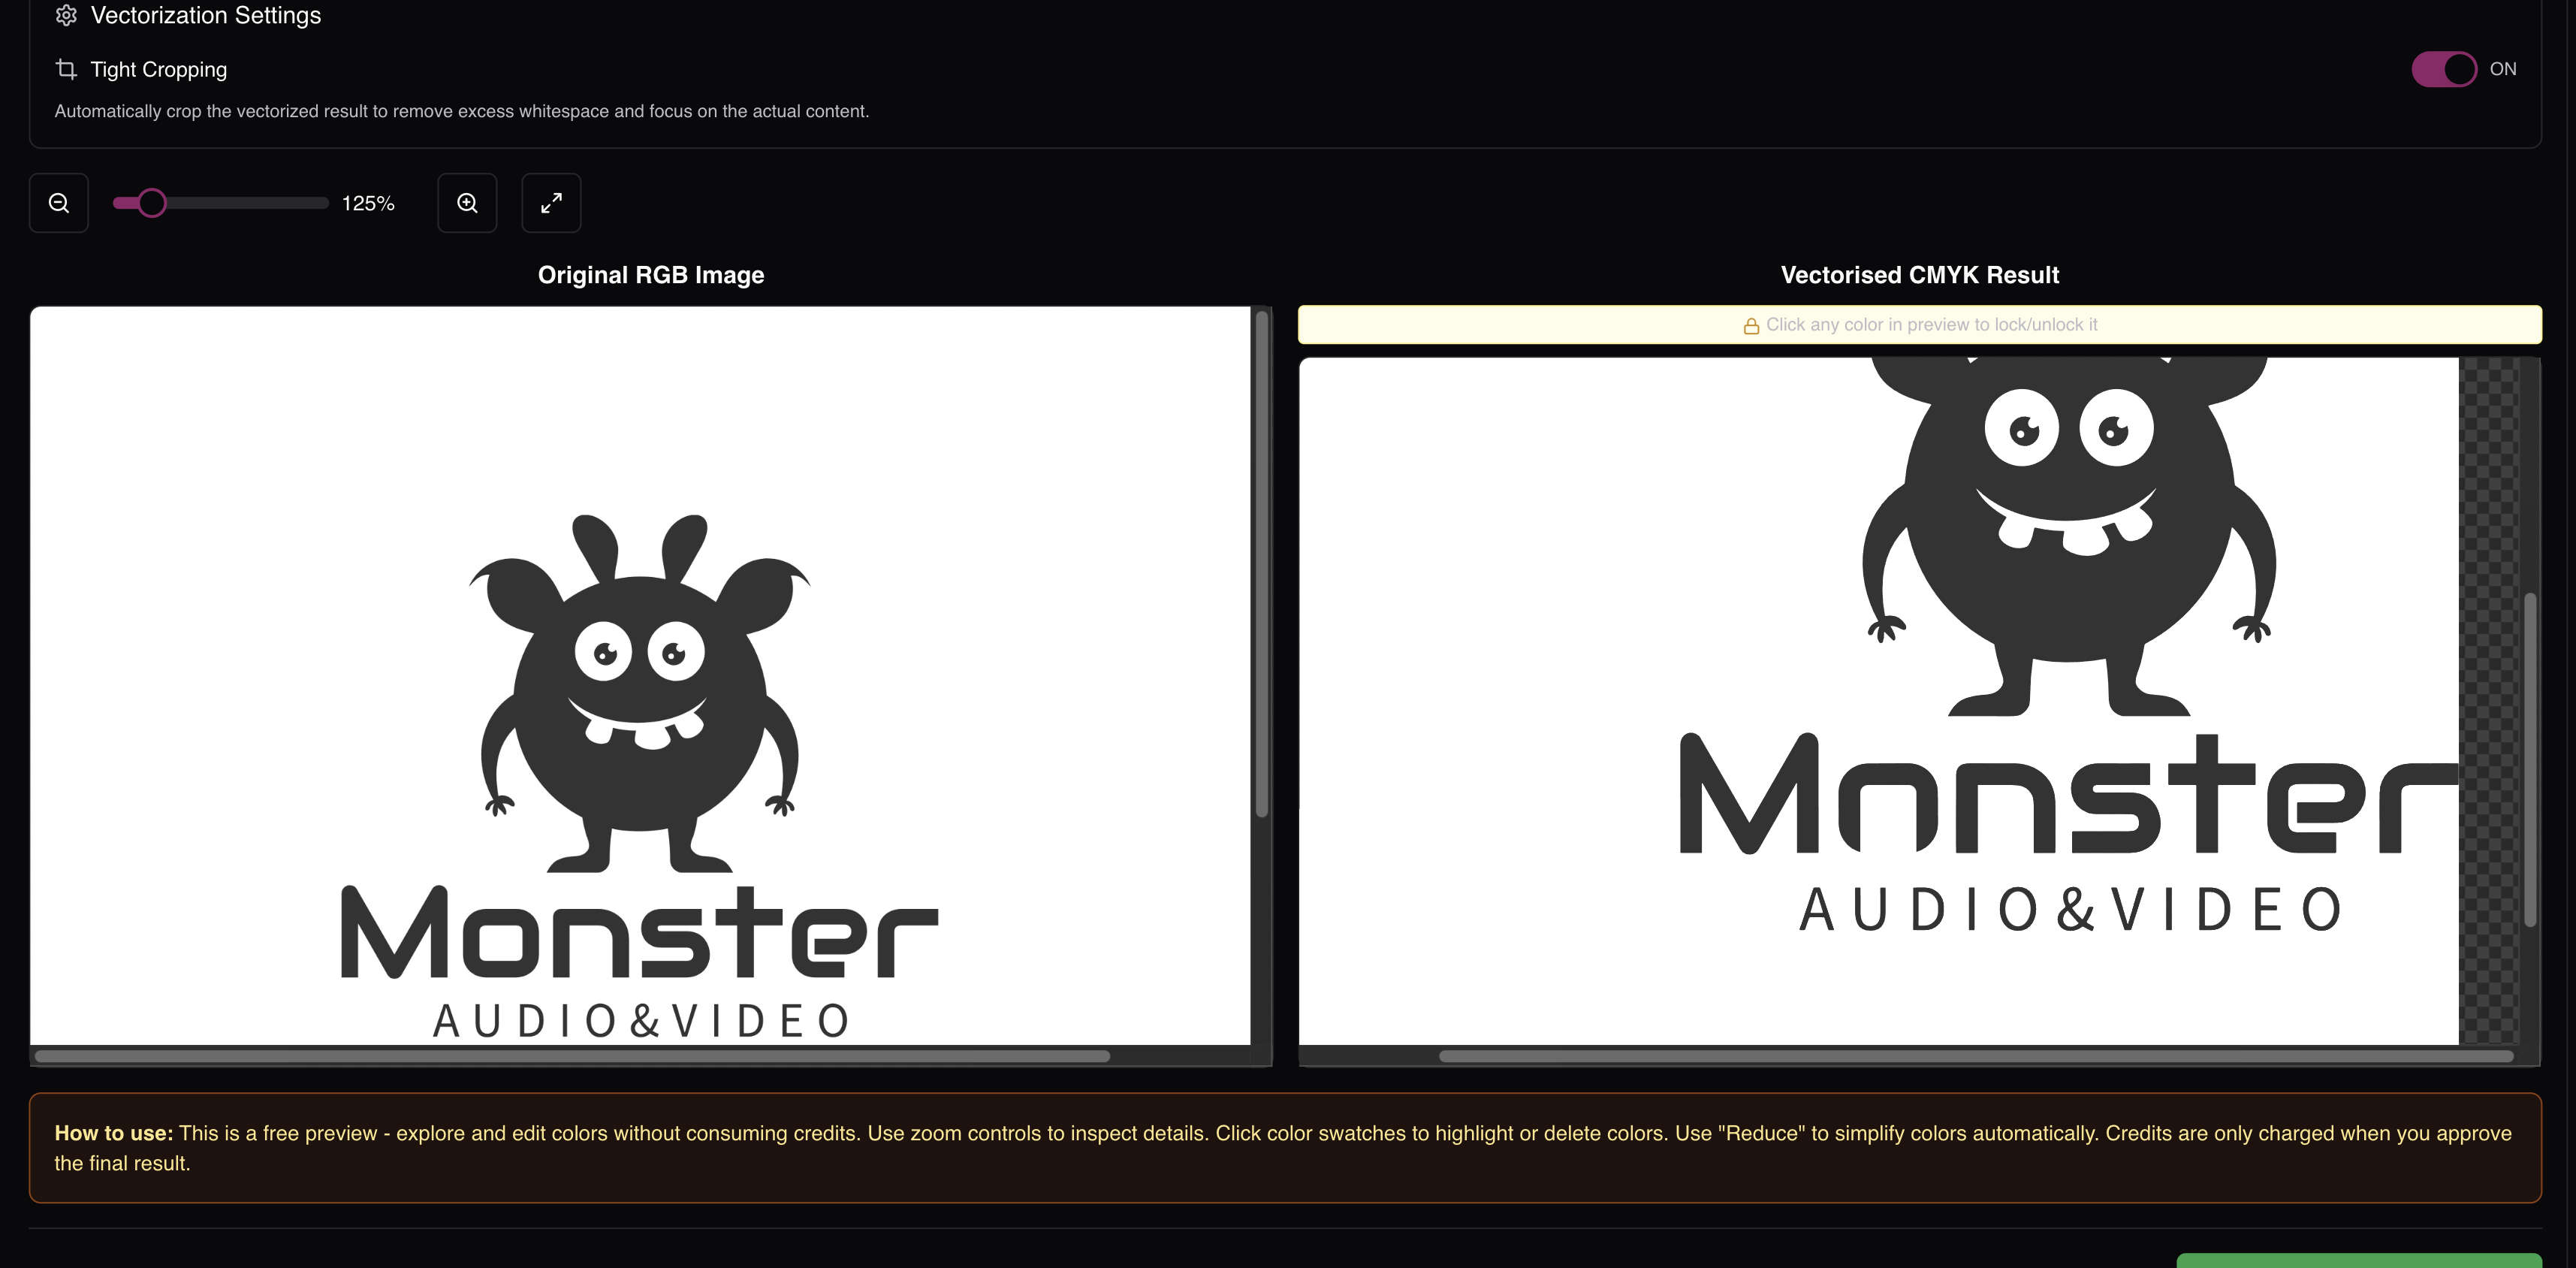 Vectorization Settings
Tight Cropping
ON
Automatically crop the vectorized result to remove excess whitespace and focus on the actual content.
125%
Original RGB Image
Vectorised CMYK Result
Click any color in preview to lock/unlock it
Monster
AUDIO&VIDEO
Monster
AUDIO&VIDEO
How to use: This is a free preview - explore and edit colors without consuming credits. Use zoom controls to inspect details. Click color swatches to highlight or delete colors. Use "Reduce" to simplify colors automatically. Credits are only charged when you approve
the final result.